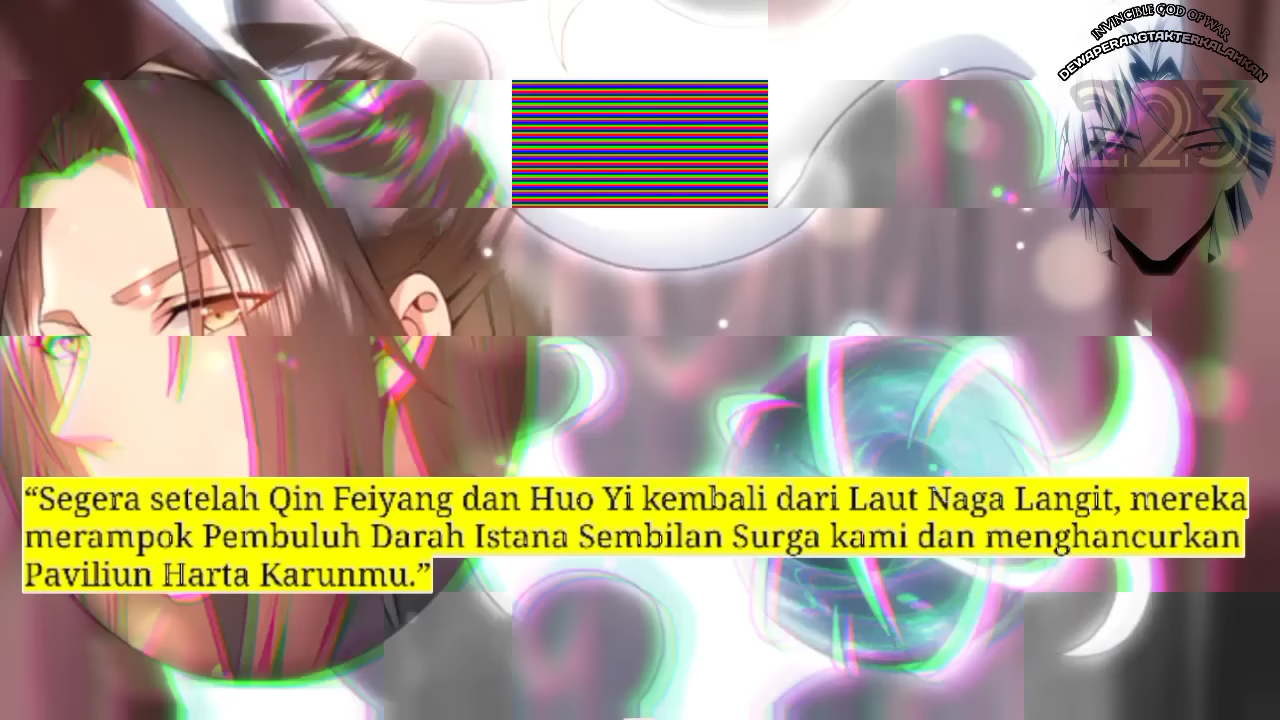 INVINCIBLE GOD OF WAR
DEWAPERANGTAKTERKALAHKAN
223
“Segera setelah Qin Feiyang dan Huo Yi kembali dari Laut Naga Langit, mereka
merampok Pembuluh Darah Istana Sembilan Surga kami dan menghancurkan
Paviliun Harta Karunmu.”